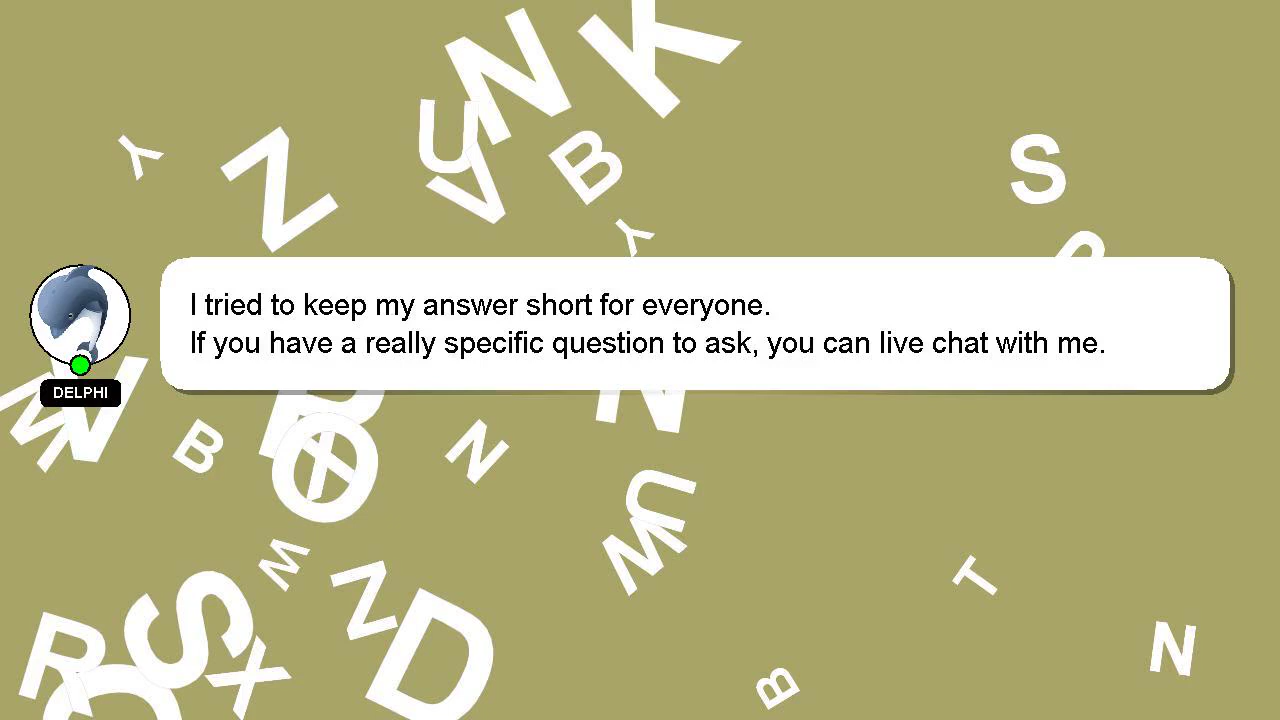 I tried to keep my answer short for everyone.
If you have a really specific question to ask, you can live chat with me.
DELPHI
Y
Z
U
N
K
V
B
Y
S
W
B
R
O
X
N
N
U
W
M
Z
S
D
R
X
O
B
T
N